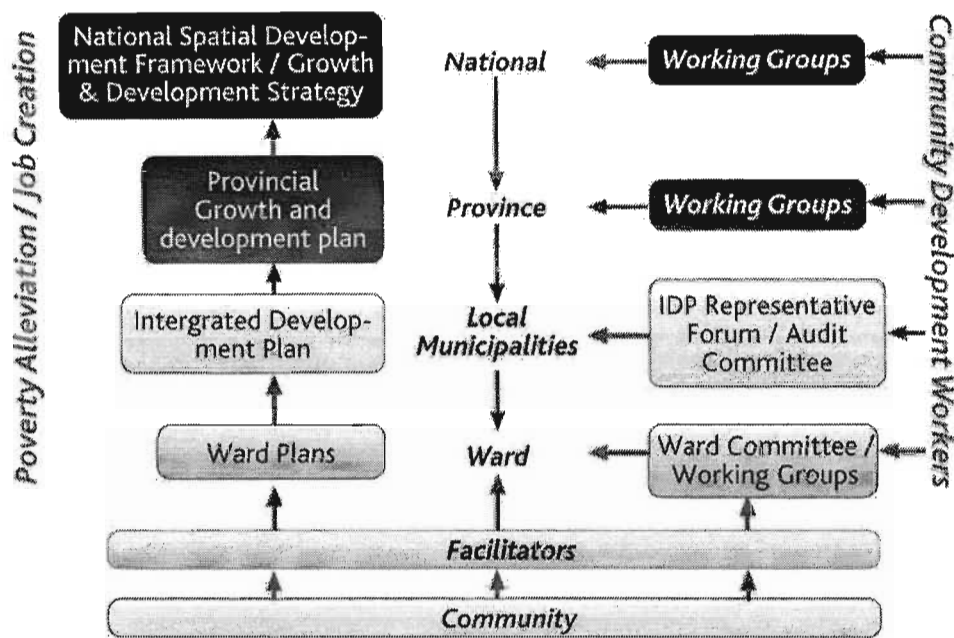 Poverty Alleviation / Job Creation
National Spatial Develop-
ment Framework / Growth
& Development Strategy
National
Working Groups
Provincial
Growth and
development plan
Province
Working Groups
Intergrated Develop-
ment Plan
Local
Municipalities
IDP Representative
Forum / Audit
Committee
Ward Plans
Ward
Ward Committee /
Working Groups
Facilitators
Community
Community Development Workers